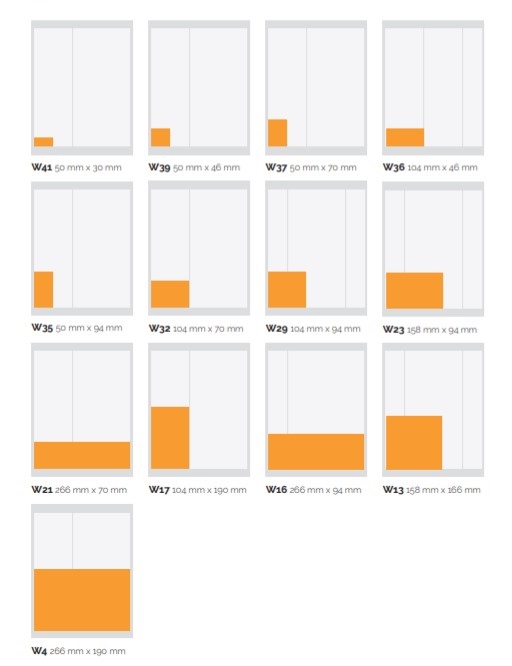 W41 50 mm x 30 mm
W39 50 mm x 46 mm
W37 50 mm x 70 mm
W36 104 mm x 46 mm
W35 50 mm x 94 mm
W32 104 mm x 70 mm
W29 104 mm x 94 mm
W23 158 mm x 94 mm
W21 266 mm x 70 mm
W17 104 mm x 190 mm
W16 266 mm x 94 mm
W13 158 mm x 166 mm
W4 266 mm x 190 mm